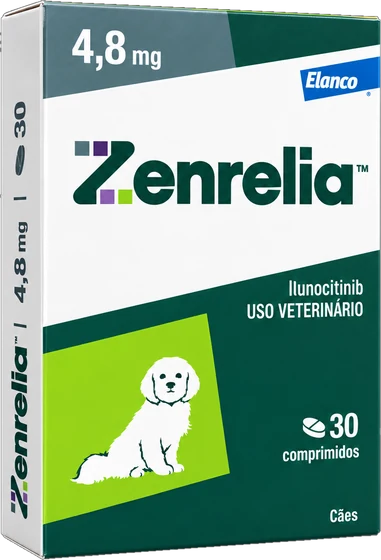 4,8 mg
Elanco
Zenrelia™
Ilunocitinib
USO VETERINÁRIO
30
comprimidos
Cães
Zenrelia™ | 4,8 mg | 30